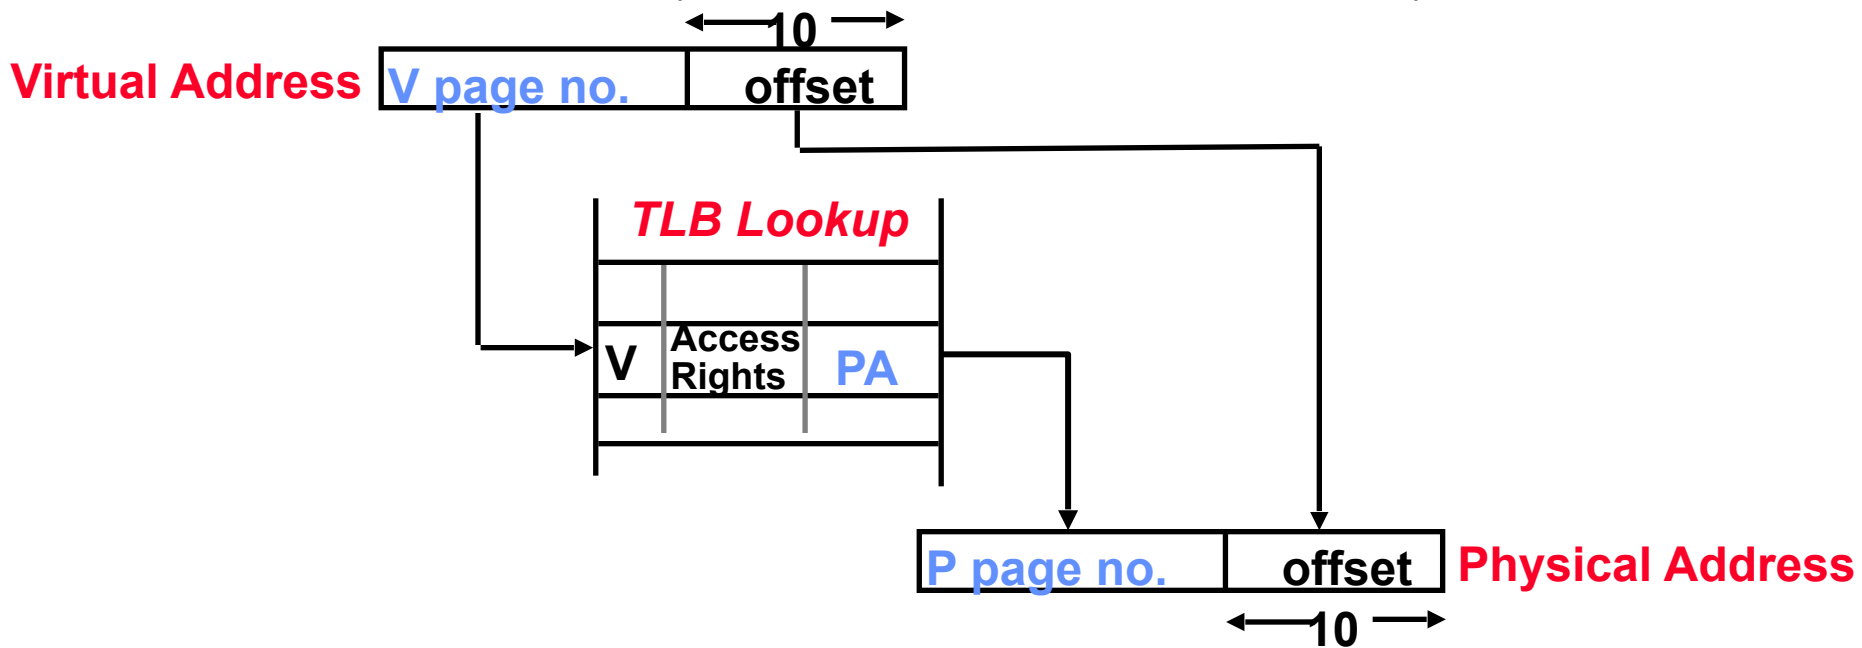 10
Virtual Address
V page no.
offset
TLB Lookup
V
Access
Rights
PA
P page no.
offset
Physical Address
10